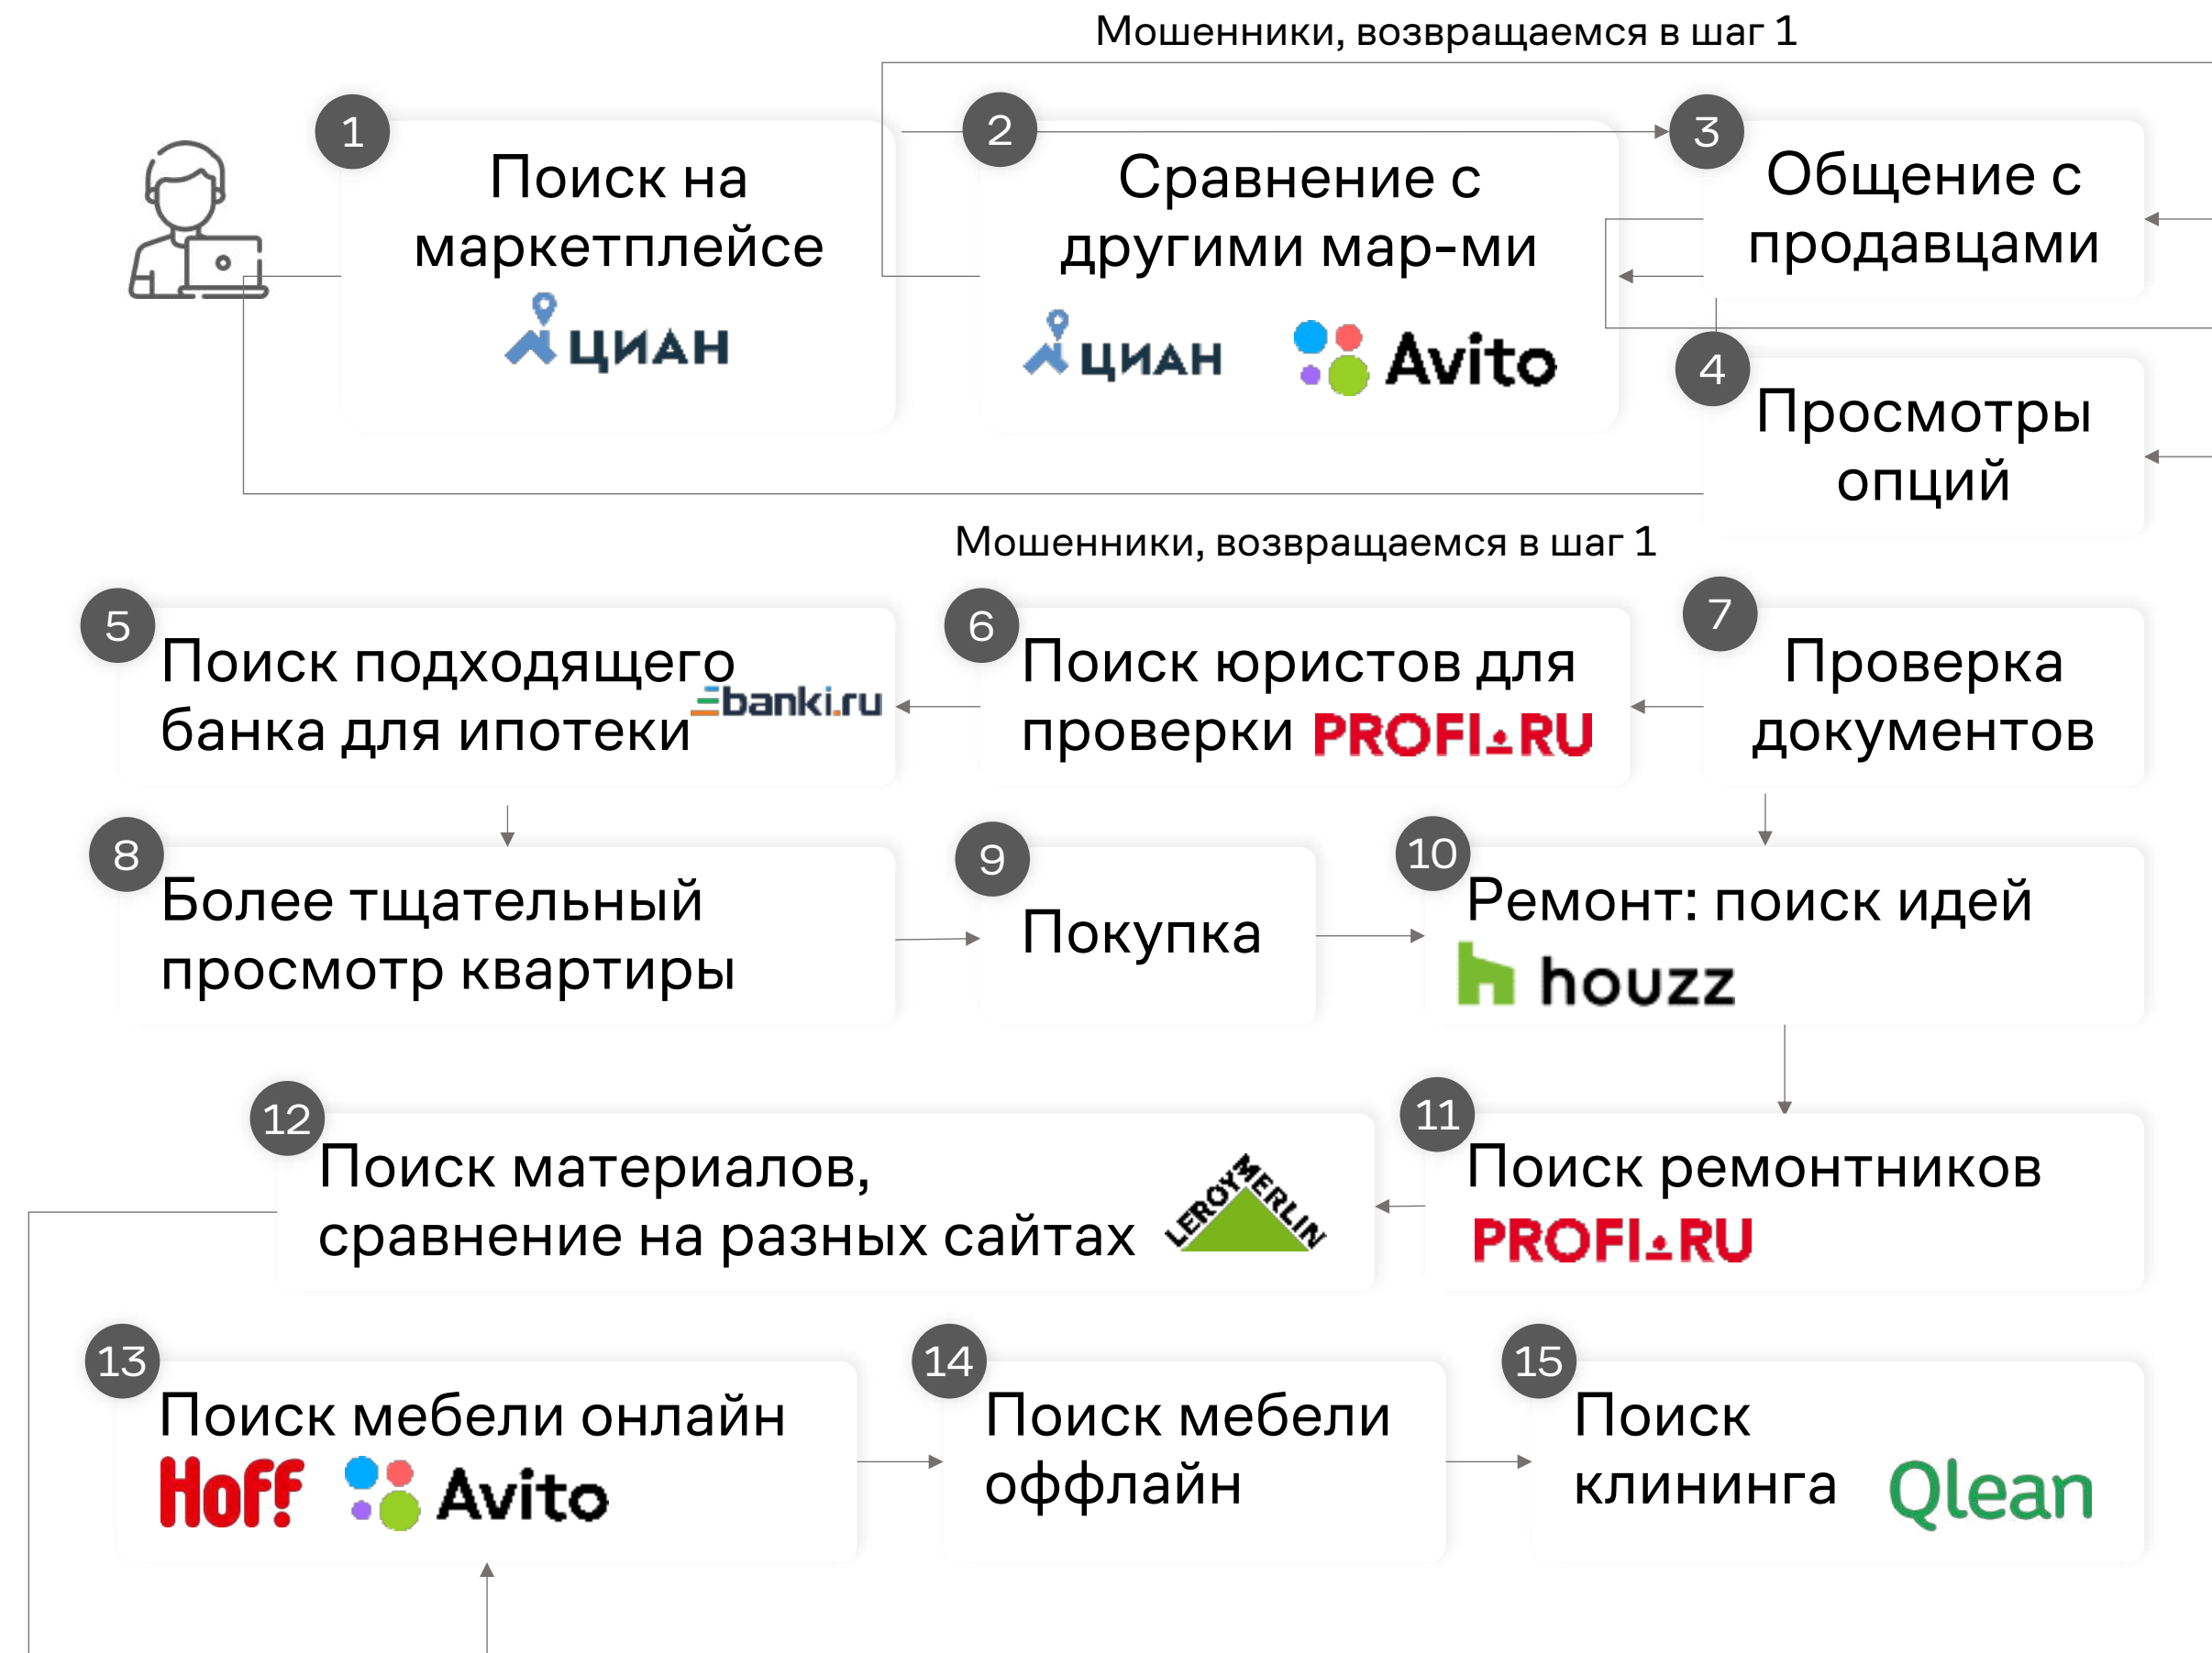 Мошенники, возвращаемся в шаг 1
1
Поиск на
маркетплейсе
ЦИАН
2
Сравнение с
другими мар-ми
ЦИАН
Avito
3
Общение с
продавцами
4
Просмотры
опций
Мошенники, возвращаемся в шаг 1
5
Поиск подходящего
банка для ипотеки
banki.ru
6
Поиск юристов для
проверки
PROFI.RU
7
Проверка
документов
8
Более тщательный
просмотр квартиры
9
Покупка
10
Ремонт: поиск идей
houzz
12
Поиск материалов,
сравнение на разных сайтах
LEROY MERLIN
11
Поиск ремонтников
PROFI.RU
13
Поиск мебели онлайн
Hoff
Avito
14
Поиск мебели
оффлайн
15
Поиск
клининга
Qlean